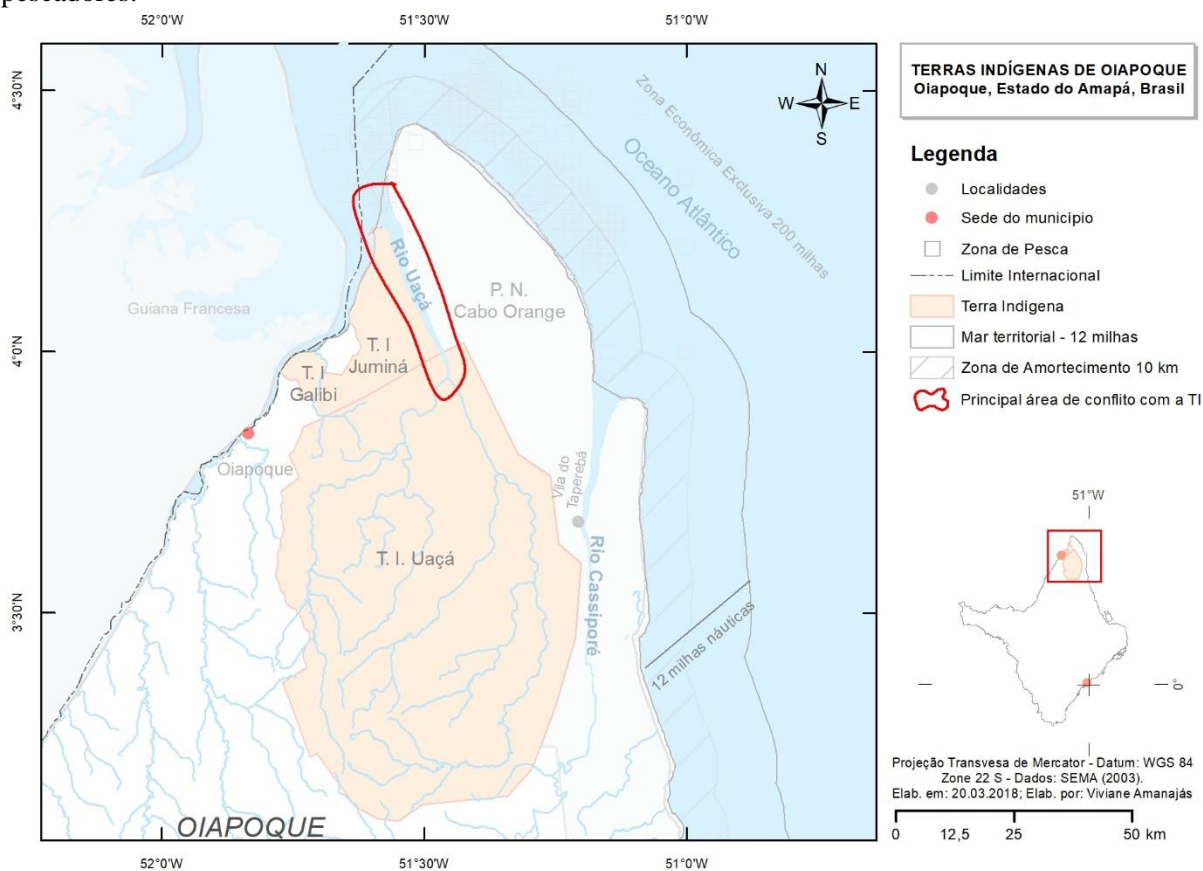 pescadores.
52°0'W
51°30'W
51°0'W
4°30'N
4°0'N
3°30'N
N
W
E
S
Zona Econômica Exclusiva 200 milhas
Oceano Atlântico
Rio Uaçá
P. N.
Cabo Orange
Guiana Francesa
T. I
Juminá
T. I
Galibi
Oiapoque
Vila do
Taperebá
T. I. Uaçá
Rio Cassiporé
12 milhas náuticas
OIAPOQUE
52°0'W
51°30'W
51°0'W
TERRAS INDÍGENAS DE OIAPOQUE
Oiapoque, Estado do Amapá, Brasil
Legenda
Localidades
Sede do município
Zona de Pesca
Limite Internacional
Terra Indígena
Mar territorial - 12 milhas
Zona de Amortecimento 10 km
Principal área de conflito com a TI
51°W
0°
Projeção Transvesa de Mercator - Datum: WGS 84
Zone 22 S - Dados: SEMA (2003).
Elab. em: 20.03.2018; Elab. por: Viviane Amanajás
0 12,5 25 50 km